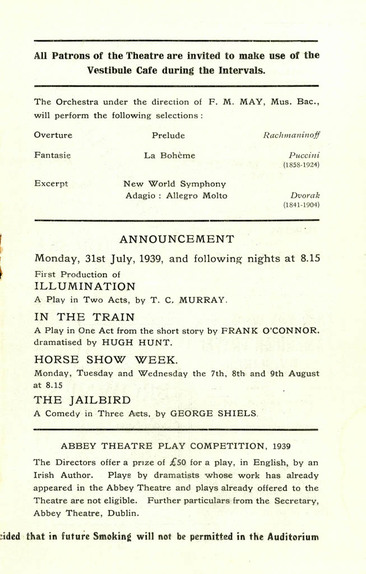 All Patrons of the Theatre are invited to make use of the
Vestibule Cafe during the Intervals.
The Orchestra under the direction of F. M. MAY, Mus. Bac.,
will perform the following selections :
Overture Prelude Rachmaninoff
Fantasie La Bohème Puccini
(1858-1924)
Excerpt New World Symphony
Adagio : Allegro Molto Dvorak
(1841-1904)
ANNOUNCEMENT
Monday, 31st July, 1939, and following nights at 8.15
First Production of
ILLUMINATION
A Play in Two Acts, by T. C. MURRAY.
IN THE TRAIN
A Play in One Act from the short story by FRANK O'CONNOR.
dramatised by HUGH HUNT.
HORSE SHOW WEEK.
Monday, Tuesday and Wednesday the 7th, 8th and 9th August
at 8.15
THE JAILBIRD
A Comedy in Three Acts, by GEORGE SHIELS.
ABBEY THEATRE PLAY COMPETITION, 1939
The Directors offer a prize of £50 for a play, in English, by an
Irish Author. Plays by dramatists whose work has already
appeared in the Abbey Theatre and plays already offered to the
Theatre are not eligible. Further particulars from the Secretary,
Abbey Theatre, Dublin.
cided that in future Smoking will not be permitted in the Auditorium